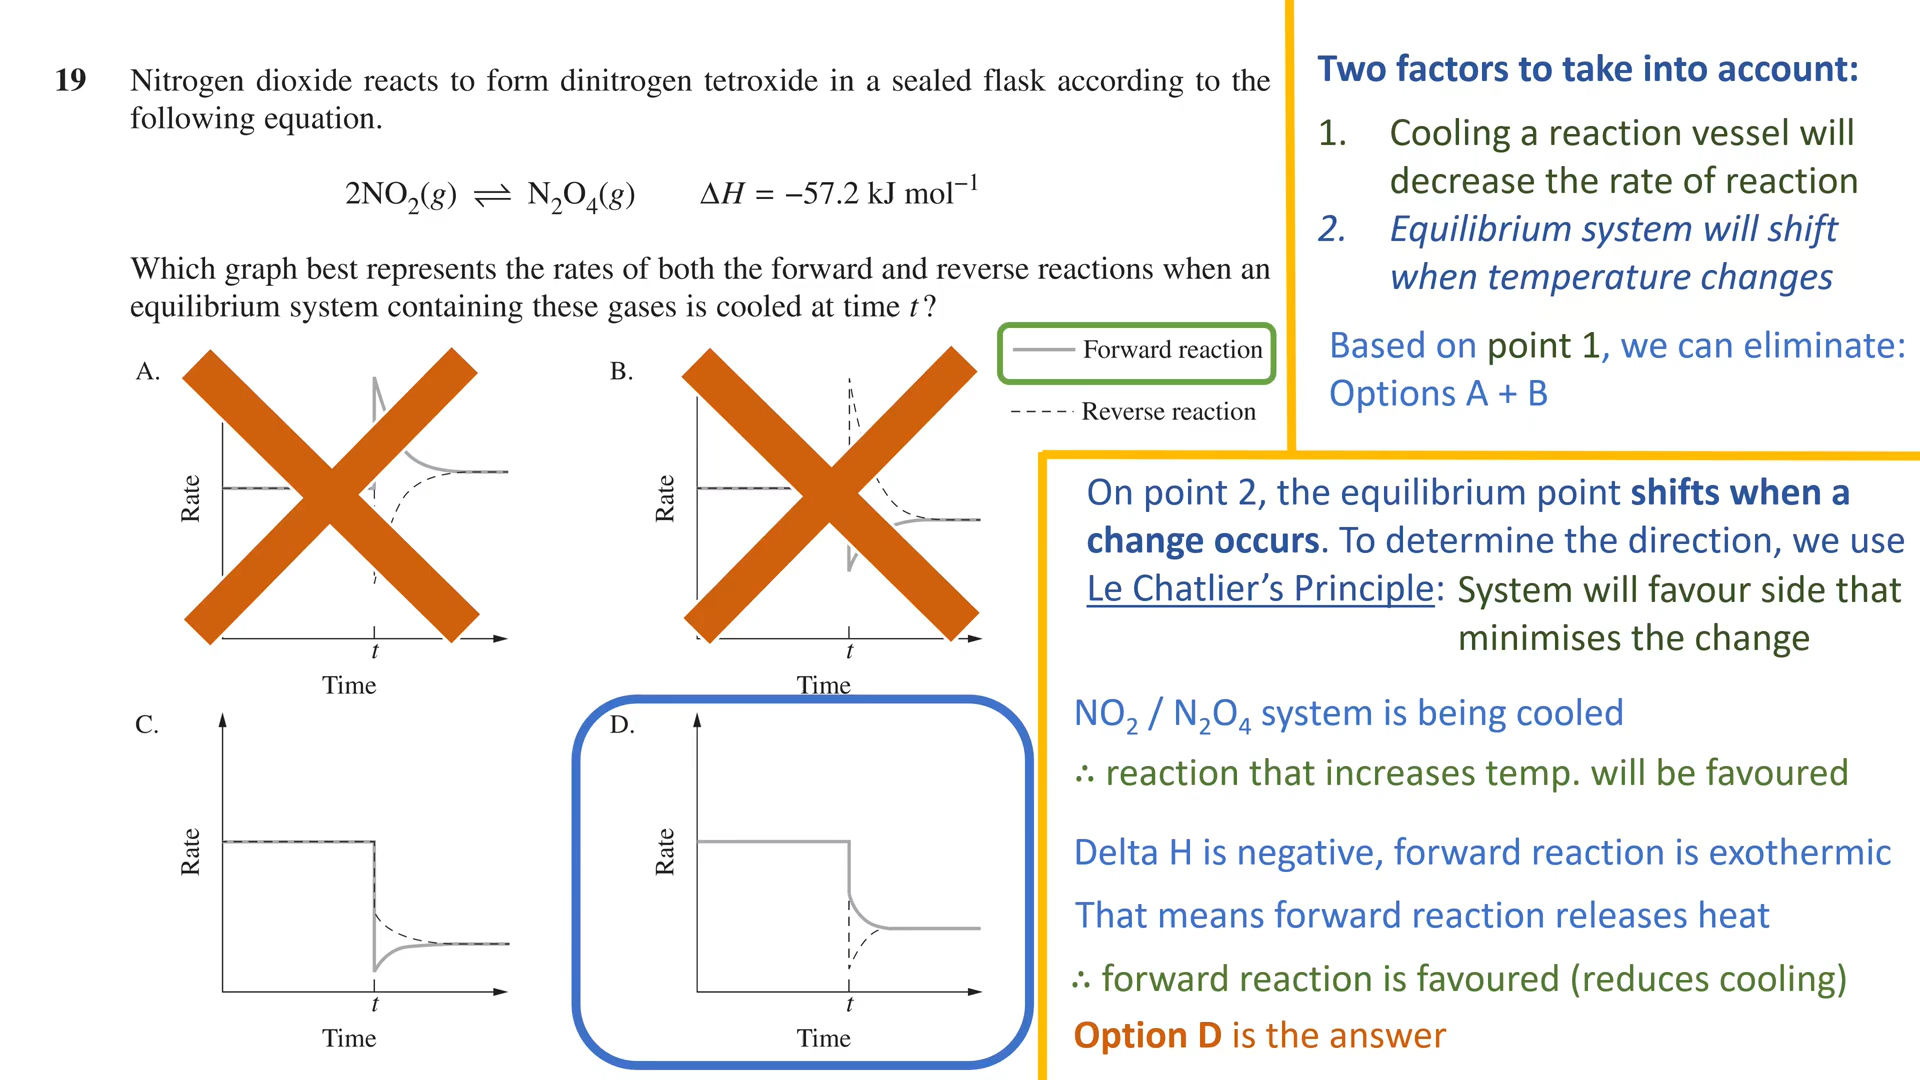 19 Nitrogen dioxide reacts to form dinitrogen tetroxide in a sealed flask according to the
following equation.
2NO₂(g) ⇌ N₂O₄(g) ΔH = −57.2 kJ mol⁻¹
Which graph best represents the rates of both the forward and reverse reactions when an
equilibrium system containing these gases is cooled at time t?
Forward reaction
Reverse reaction
A.
Rate
t
Time
B.
Rate
t
Time
C.
Rate
t
Time
D.
Rate
t
Time
Two factors to take into account:
1. Cooling a reaction vessel will
decrease the rate of reaction
2. Equilibrium system will shift
when temperature changes
Based on point 1, we can eliminate:
Options A + B
On point 2, the equilibrium point shifts when a
change occurs. To determine the direction, we use
Le Chatlier’s Principle: System will favour side that
minimises the change
NO₂ / N₂O₄ system is being cooled
∴ reaction that increases temp. will be favoured
Delta H is negative, forward reaction is exothermic
That means forward reaction releases heat
∴ forward reaction is favoured (reduces cooling)
Option D is the answer